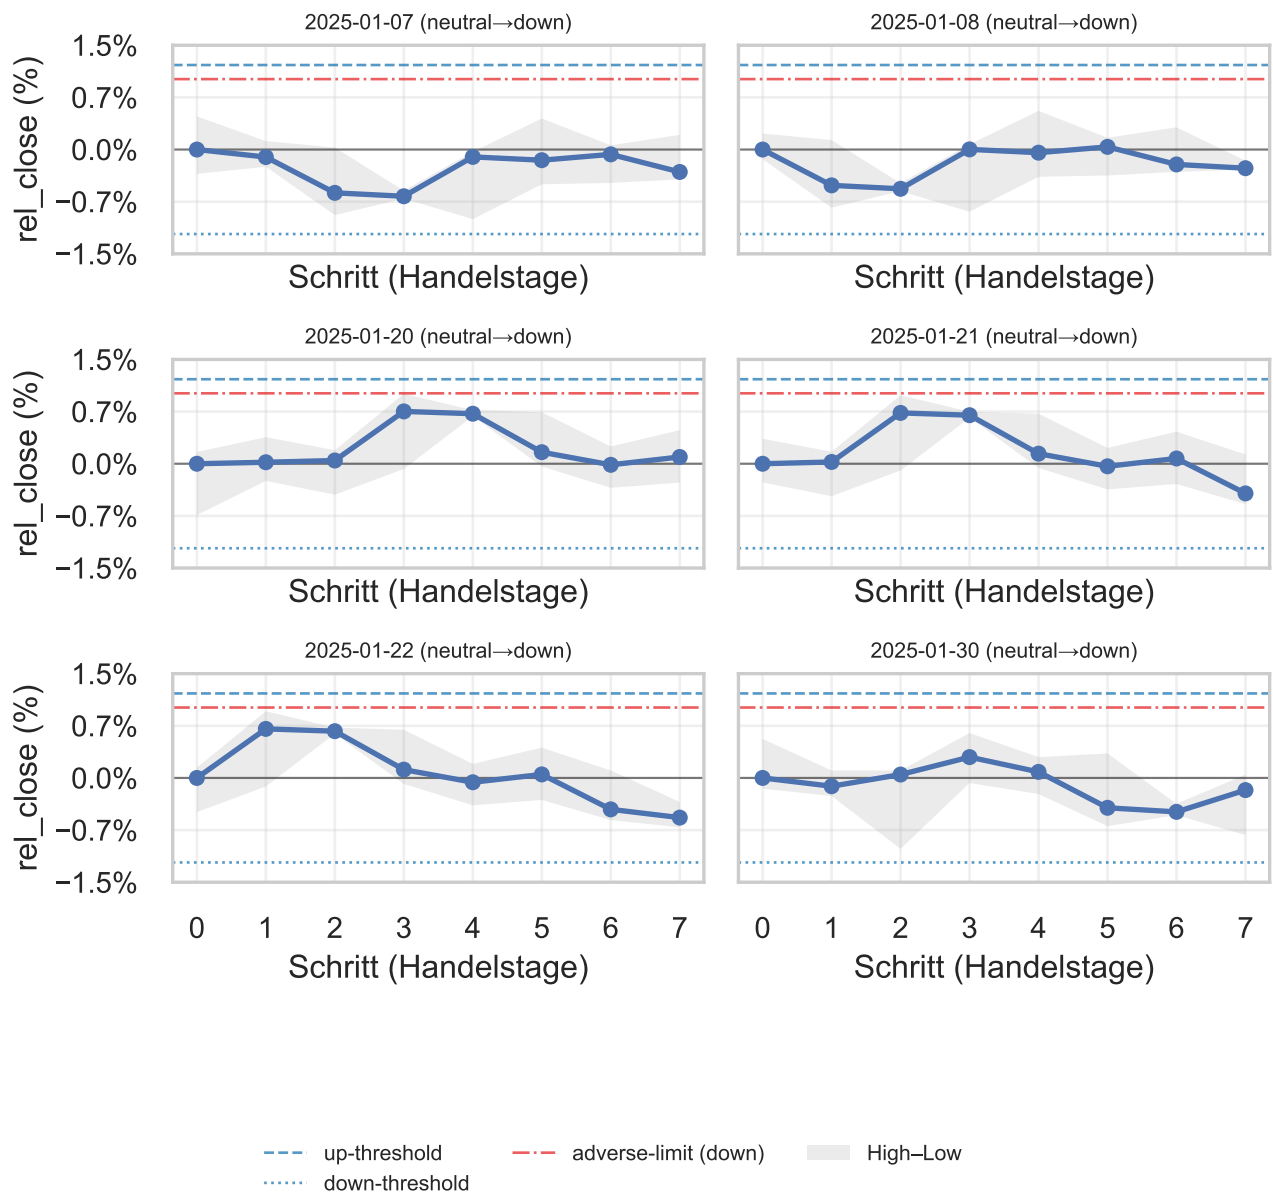 2025-01-07 (neutral→down)
2025-01-08 (neutral→down)
rel_close (%)
1.5%
0.7%
0.0%
−0.7%
−1.5%
Schritt (Handelstage)
Schritt (Handelstage)
2025-01-20 (neutral→down)
2025-01-21 (neutral→down)
rel_close (%)
1.5%
0.7%
0.0%
−0.7%
−1.5%
Schritt (Handelstage)
Schritt (Handelstage)
2025-01-22 (neutral→down)
2025-01-30 (neutral→down)
rel_close (%)
1.5%
0.7%
0.0%
−0.7%
−1.5%
0 1 2 3 4 5 6 7
0 1 2 3 4 5 6 7
Schritt (Handelstage)
Schritt (Handelstage)
up-threshold
adverse-limit (down)
High–Low
down-threshold